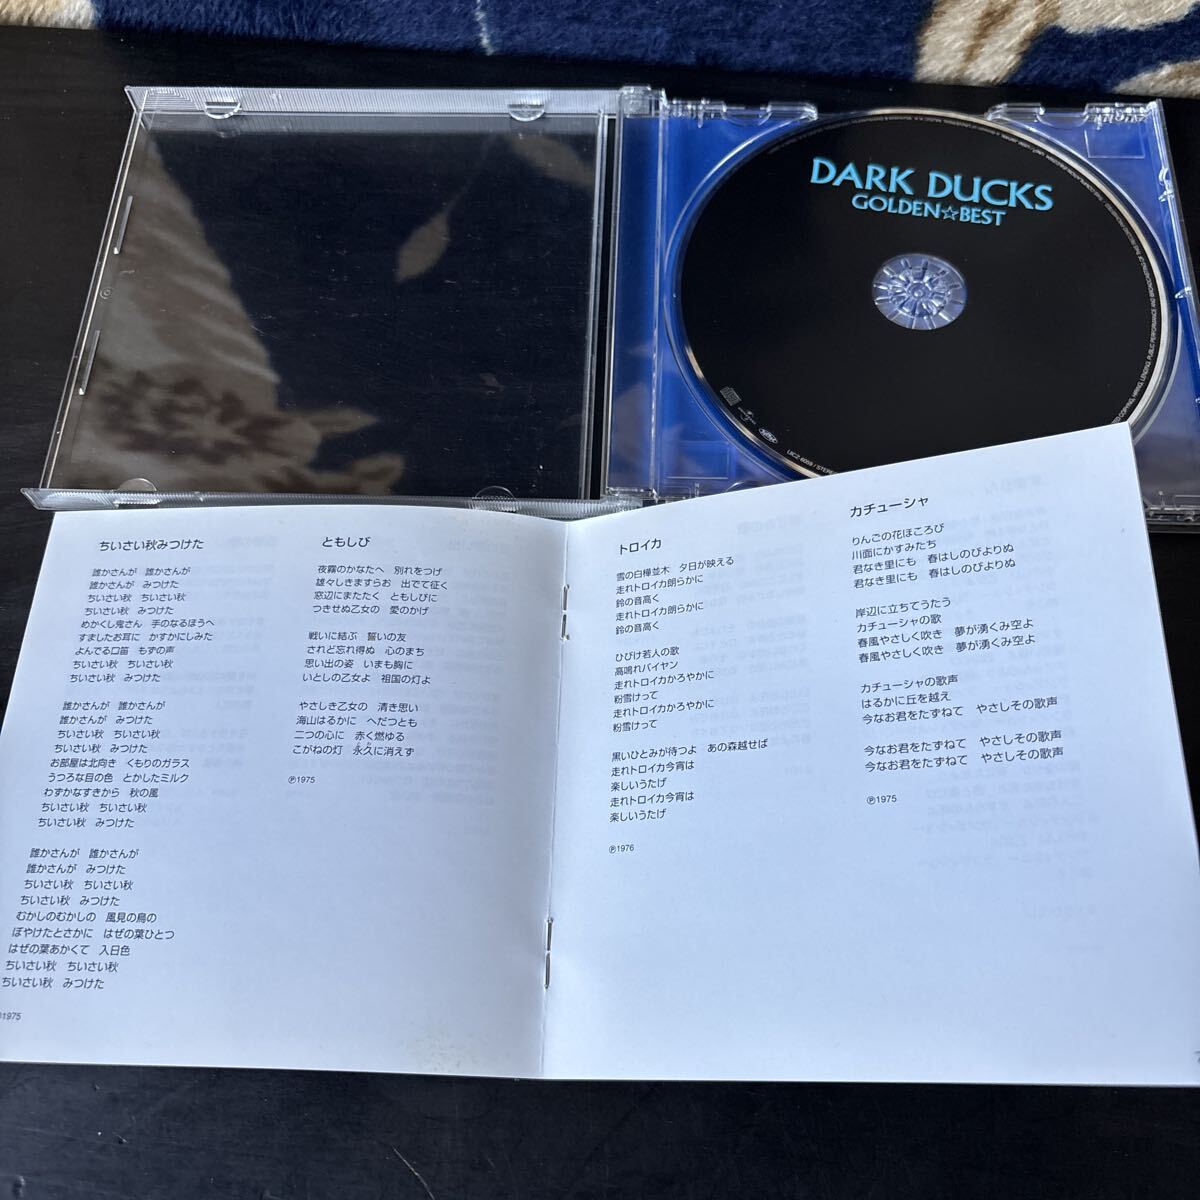 DARK DUCKS
GOLDEN☆BEST
ちいさい秋みつけた
誰かさんが 誰かさんが
誰かさんが みつけた
ちいさい秋 ちいさい秋
ちいさい秋 みつけた
めかくし鬼さん 手のなるほうへ
すましたお耳に かすかにしみた
よんでる口笛 もずの声
ちいさい秋 ちいさい秋
ちいさい秋 みつけた
誰かさんが 誰かさんが
誰かさんが みつけた
ちいさい秋 ちいさい秋
ちいさい秋 みつけた
お部屋は北向き くもりのガラス
うつろな目の色 とかしたミルク
わずかなすきから 秋の風
ちいさい秋 ちいさい秋
ちいさい秋 みつけた
誰かさんが 誰かさんが
誰かさんが みつけた
ちいさい秋 ちいさい秋
ちいさい秋 みつけた
むかしのむかしの 風見の鳥の
ぼやけたとさかに はぜの葉ひとつ
はぜの葉あかくて 入日色
ちいさい秋 ちいさい秋
ちいさい秋 みつけた
℗1975
ともしび
夜霧のかなたへ 別れをつげ
雄々しきますらお 出でて征く
窓辺にまたたく ともしびに
つきせぬ乙女の 愛のかげ
戦いに結ぶ 誓いの友
されど忘れ得ぬ 心のまち
思い出の姿 いまも胸に
いとしの乙女よ 祖国の灯よ
やさしき乙女の 清き思い
海山はるかに へだつとも
二つの心に 赤く燃ゆる
こがねの灯 永久に消えず
℗1975
トロイカ
雪の白樺並木 夕日が映える
走れトロイカ朗らかに
鈴の音高く
走れトロイカ朗らかに
鈴の音高く
ひびけ若人の歌
高鳴れバイヤン
走れトロイカかろやかに
粉雪けって
走れトロイカかろやかに
粉雪けって
黒いひとみが待つよ あの森越せば
走れトロイカ今宵は
楽しいうたげ
走れトロイカ今宵は
楽しいうたげ
℗1976
カチューシャ
りんごの花ほころび
川面にかすみたち
君なき里にも 春はしのびよりぬ
君なき里にも 春はしのびよりぬ
岸辺に立ちてうたう
カチューシャの歌
春風やさしく吹き 夢が湧くみ空よ
春風やさしく吹き 夢が湧くみ空よ
カチューシャの歌声
はるかに丘を越え
今なお君をたずねて やさしその歌声
今なお君をたずねて やさしその歌声
℗1975